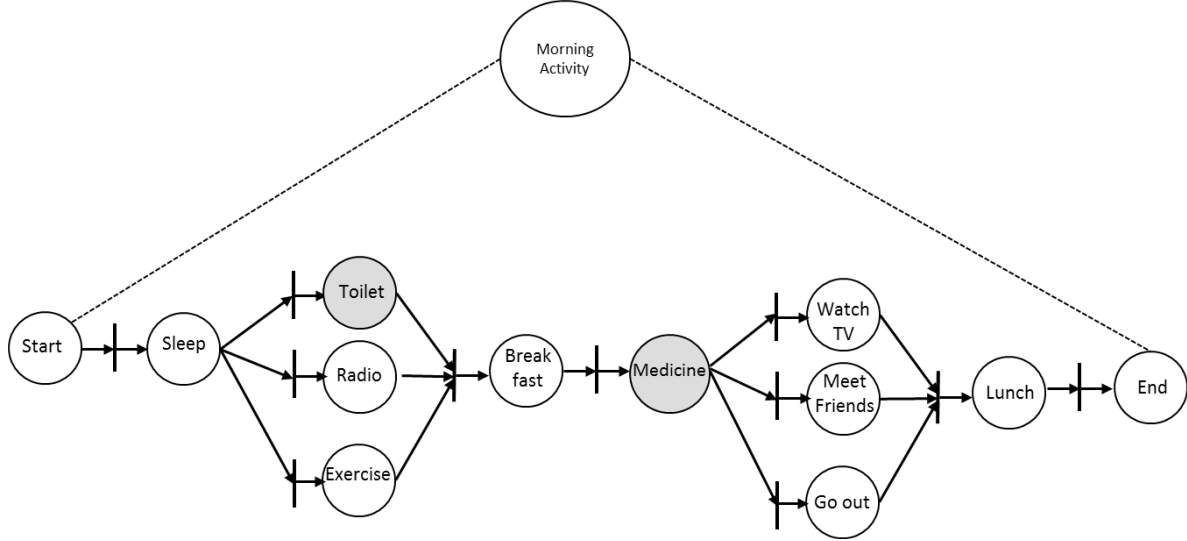 Morning
Activity
Start
Sleep
Toilet
Radio
Exercise
Break
fast
Medicine
Watch
TV
Meet
Friends
Go out
Lunch
End